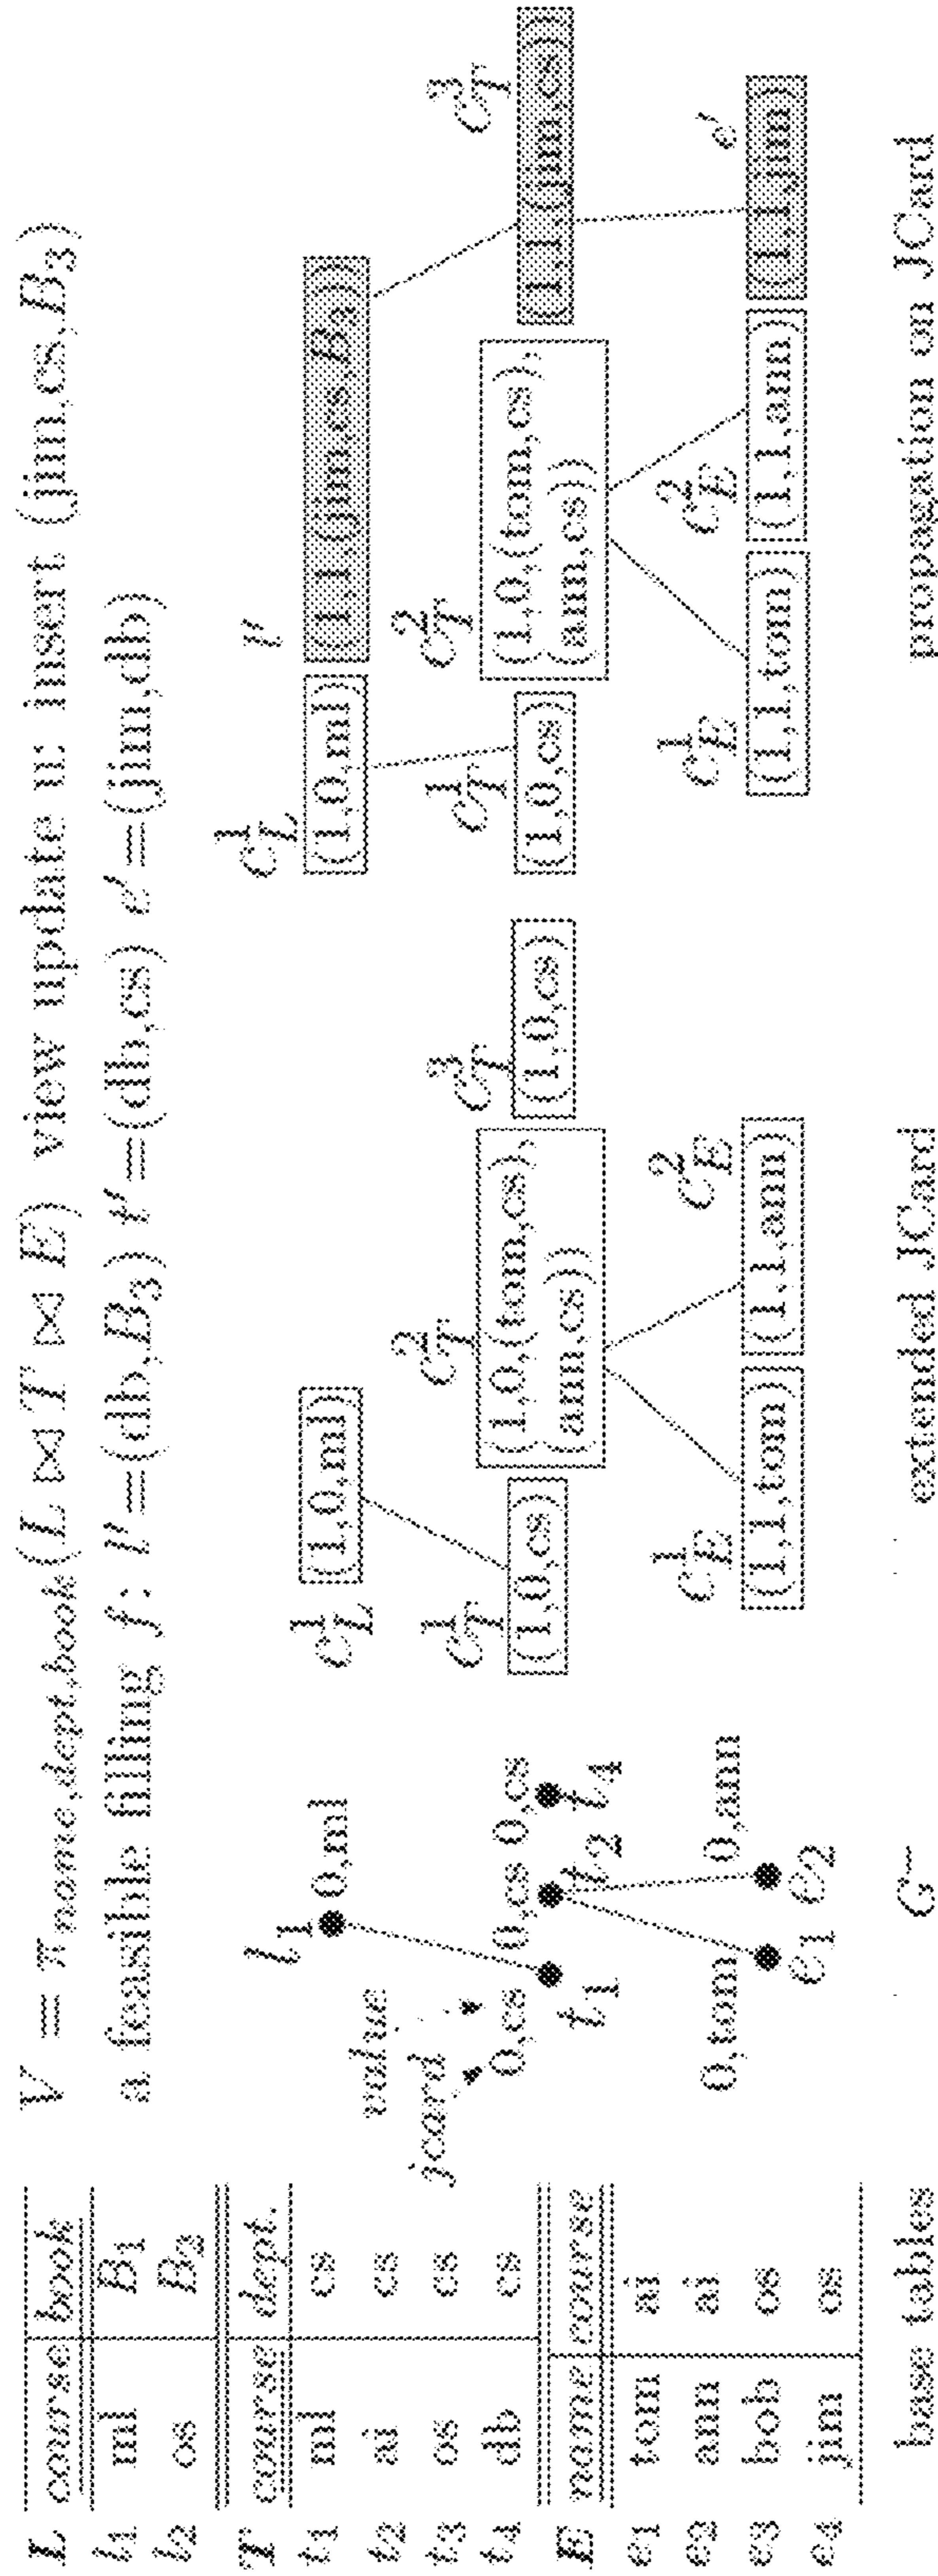 V = π name,dept,book (L ⋈ T ⋈ E) view update u: insert (jim,cs,B3)
a feasible filling f: l′=(db,B3) t′=(db,cs) e′=(jim,db)
L course book
l1 ml B1
l2 os B2
T course dept.
t1 ml cs
t2 ai cs
t3 os cs
t4 db cs
E name course
e1 tom ai
e2 ann ai
e3 bob os
e4 jim os
base tables
l1 0,ml
value
jcard
0,cs 0,cs 0,cs
t1 t2 t4
0,tom 0,ann
e1 e2
G~
c1L
(1,0,ml)
c1T c2T c3T
(1,0,cs) (1,0,(tom,cs), (1,0,cs)
(ann,cs))
c1E c2E
(1,1,tom) (1,1,ann)
extended JCard
c1L l′
(1,0,ml) (1,1,(jim,cs,B3))
c1T c2T c3T
(1,0,cs) (1,0,(tom,cs), (1,1,(jim,cs))
(ann,cs))
c1E c2E e′
(1,1,tom) (1,1,ann) (1,1,jim)
propagation on JCard